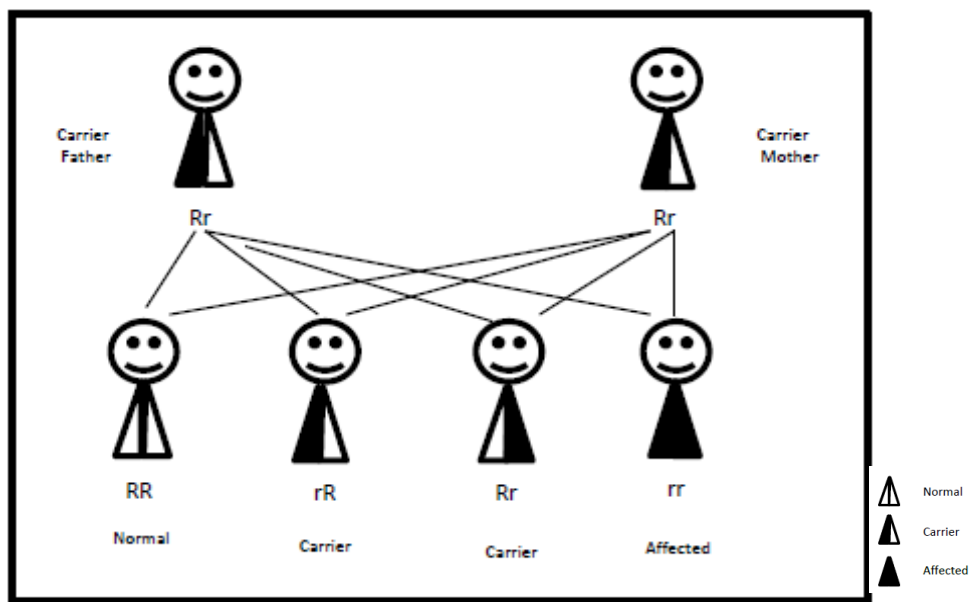 Carrier
Father
Carrier
Mother
Rr
Rr
RR
rR
Rr
rr
Normal
Carrier
Carrier
Affected
Normal
Carrier
Affected